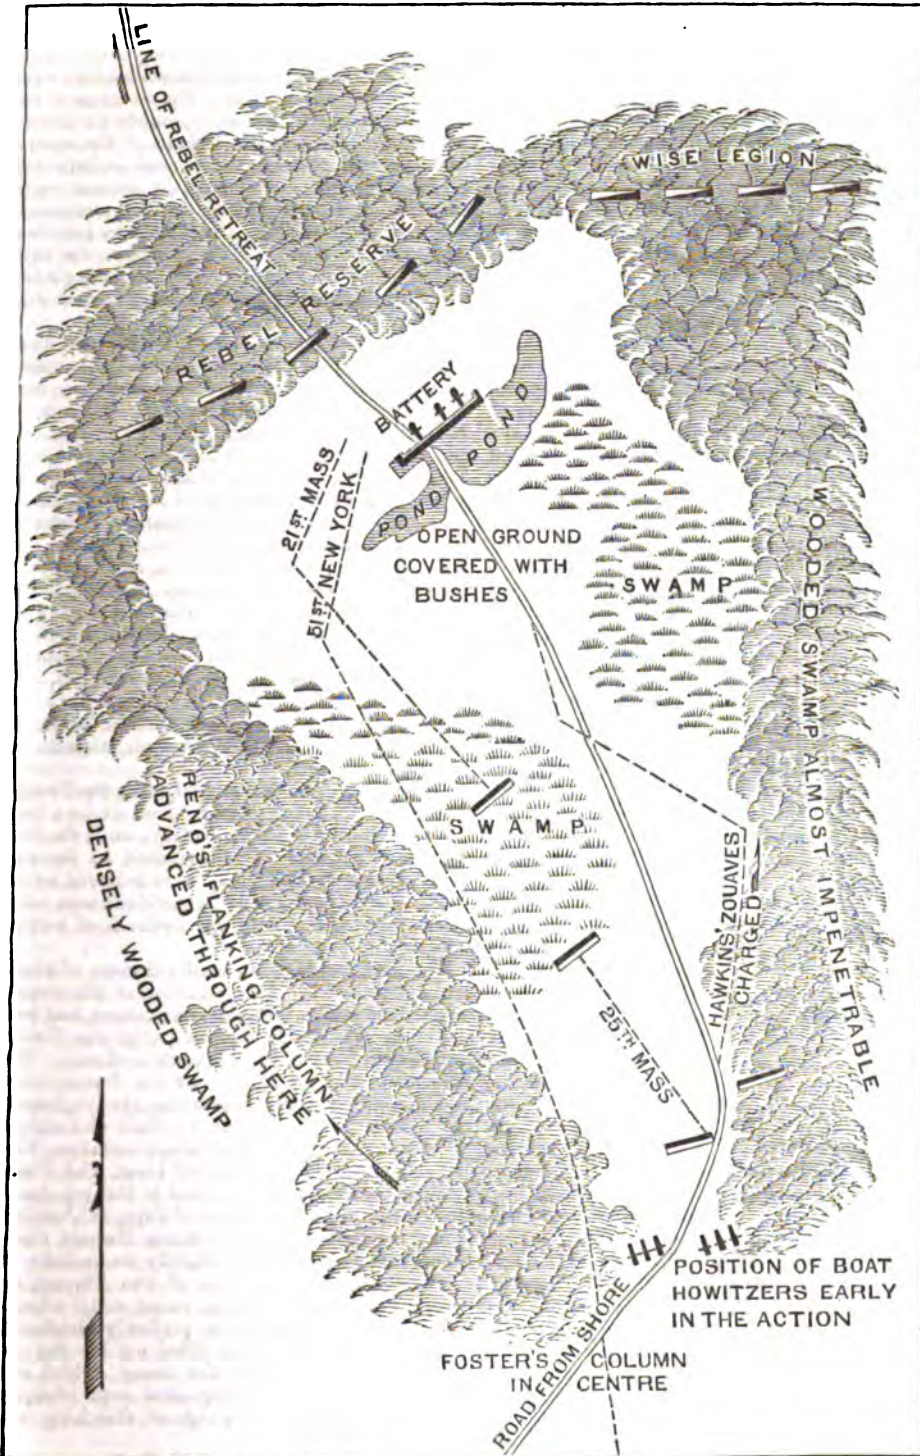 LINE OF REBEL RETREAT
WISE LEGION
REBEL RESERVE
BATTERY
POND
POND
21ST MASS
51ST NEW YORK
OPEN GROUND
COVERED WITH
BUSHES
SWAMP
WOODED SWAMP ALMOST IMPENETRABLE
SWAMP
RENO'S FLANKING COLUMN
ADVANCED THROUGH HERE
DENSELY WOODED SWAMP
HAWKINS' ZOUAVES
CHARGED
25TH MASS
N
POSITION OF BOAT
HOWITZERS EARLY
IN THE ACTION
FOSTER'S COLUMN
IN CENTRE
ROAD FROM SHORE